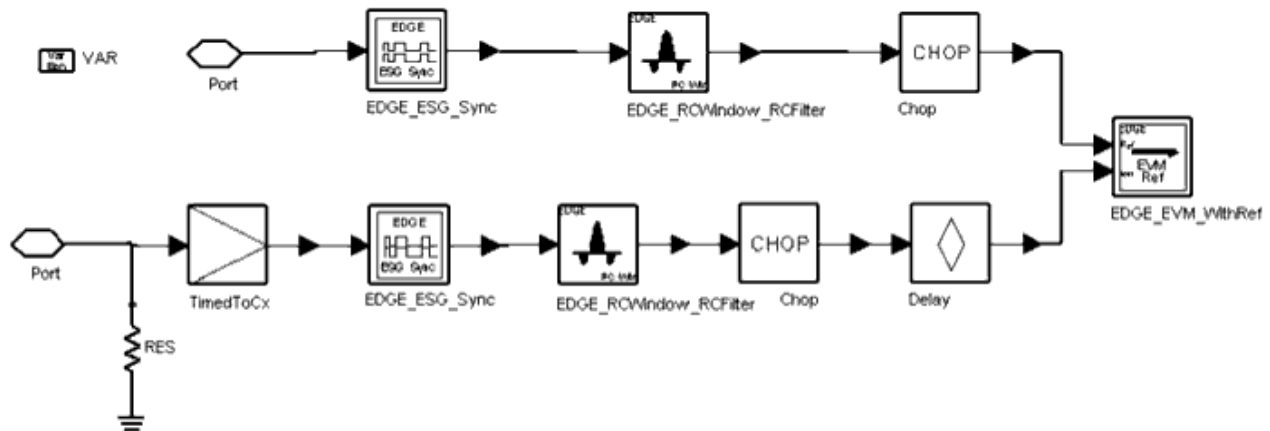 VAR
Port
EDGE
ESG Sync
EDGE_ESG_Sync
EDGE
EDGE_RCWindow_RCFilter
CHOP
Chop
EDGE
Ref
EVM
Ref
EDGE_EVM_WithRef
Port
TimedToCx
EDGE
ESG Sync
EDGE_ESG_Sync
EDGE
EDGE_RCWindow_RCFilter
CHOP
Chop
Delay
RES